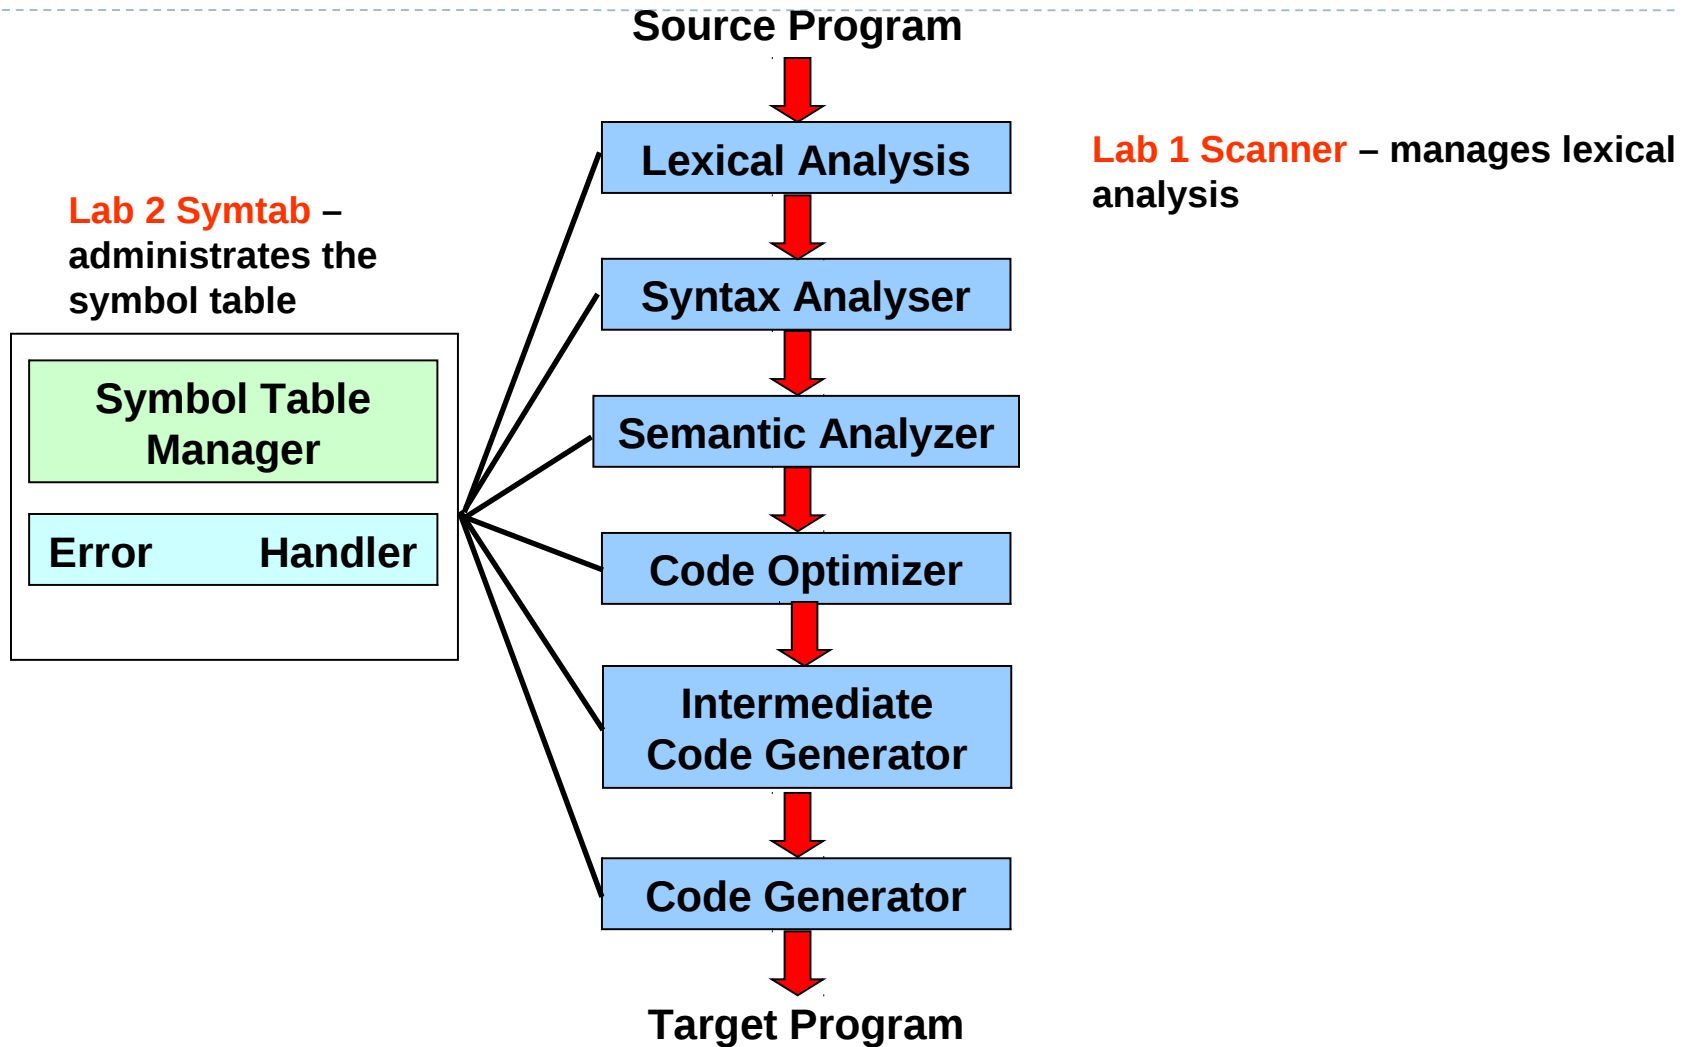 Source Program
Lexical Analysis
Lab 1 Scanner – manages lexical
analysis
Lab 2 Symtab –
administrates the
symbol table
Syntax Analyser
Symbol Table
Manager
Semantic Analyzer
Error Handler
Code Optimizer
Intermediate
Code Generator
Code Generator
Target Program